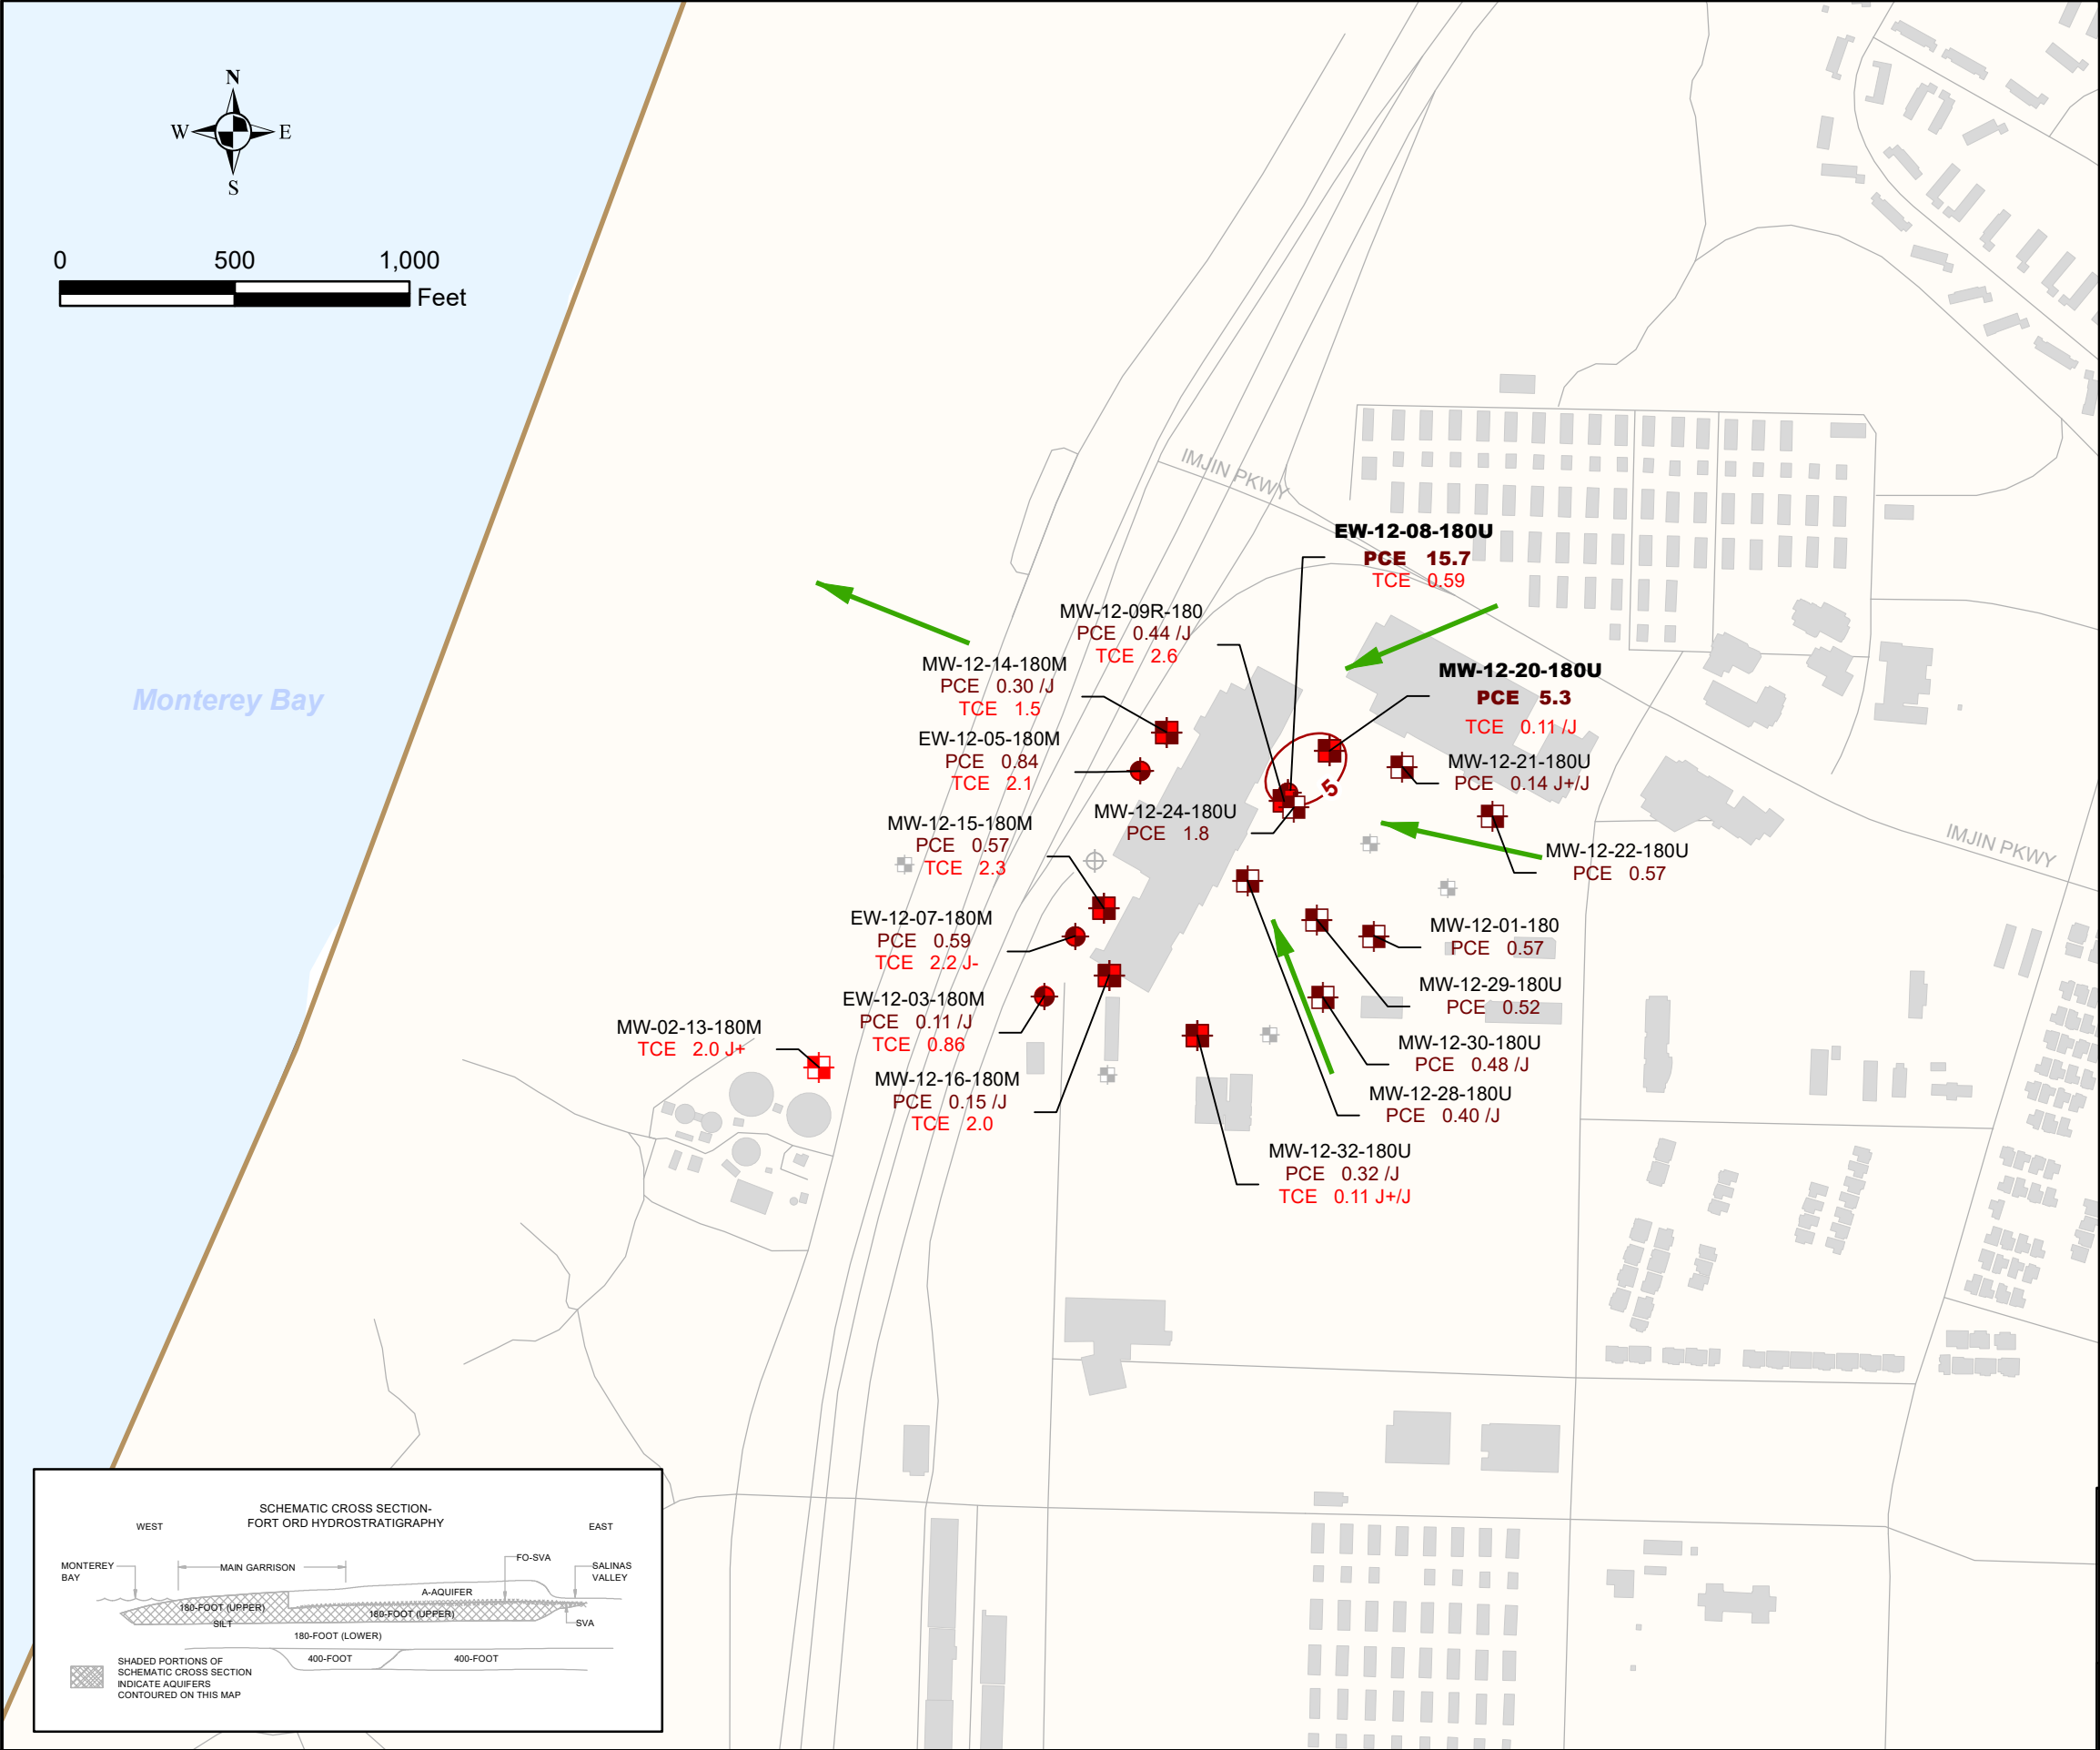 N
W
E
S
0
500
1,000
Feet
Monterey Bay
IMJIN PKWY
EW-12-08-180U
PCE 15.7
TCE 0.59
MW-12-09R-180
PCE 0.44 /J
TCE 2.6
MW-12-14-180M
PCE 0.30 /J
TCE 1.5
MW-12-20-180U
PCE 5.3
TCE 0.11 /J
EW-12-05-180M
PCE 0.84
TCE 2.1
MW-12-21-180U
PCE 0.14 J+/J
5
MW-12-24-180U
PCE 1.8
MW-12-15-180M
PCE 0.57
TCE 2.3
IMJIN PKWY
MW-12-22-180U
PCE 0.57
EW-12-07-180M
PCE 0.59
TCE 2.2 J-
MW-12-01-180
PCE 0.57
MW-12-29-180U
PCE 0.52
EW-12-03-180M
PCE 0.11 /J
TCE 0.86
MW-02-13-180M
TCE 2.0 J+
MW-12-30-180U
PCE 0.48 /J
MW-12-16-180M
PCE 0.15 /J
TCE 2.0
MW-12-28-180U
PCE 0.40 /J
MW-12-32-180U
PCE 0.32 /J
TCE 0.11 J+/J
SCHEMATIC CROSS SECTION-
FORT ORD HYDROSTRATIGRAPHY
WEST
EAST
MONTEREY
BAY
MAIN GARRISON
FO-SVA
SALINAS
VALLEY
A-AQUIFER
180-FOOT (UPPER)
180-FOOT (UPPER)
SILT
SVA
180-FOOT (LOWER)
400-FOOT
400-FOOT
SHADED PORTIONS OF
SCHEMATIC CROSS SECTION
INDICATE AQUIFERS
CONTOURED ON THIS MAP